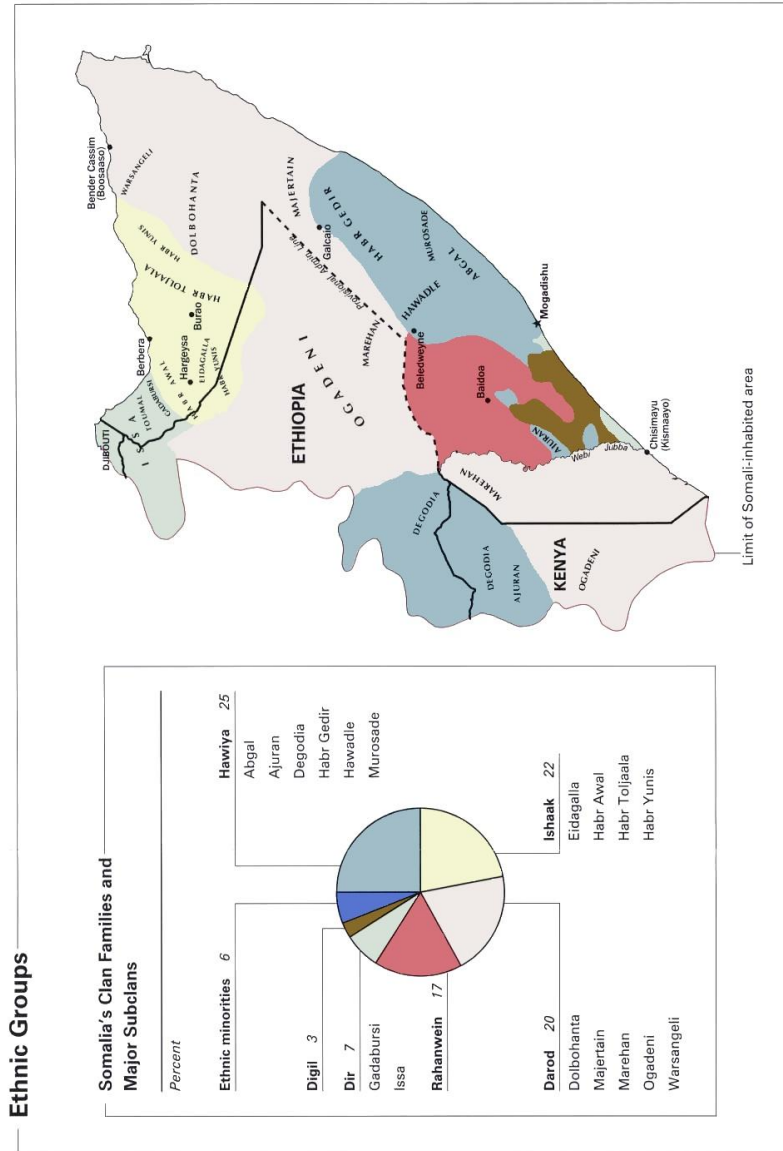 Ethnic Groups
Somalia's Clan Families and
Major Subclans
Percent
Ethnic minorities 6
Digil 3
Dir 7
Gadabursi
Issa
Rahanwein 17
Darod 20
Dolbohanta
Majertain
Marehan
Ogadeni
Warsangeli
Hawiya 25
Abgal
Ajuran
Degodia
Habr Gedir
Hawadle
Murosade
Ishaak 22
Eidagalla
Habr Awal
Habr Toljaala
Habr Yunis
DJIBOUTI
ISSA
TOUMAL
GADABURSI
HABR AWAL
Berbera
Hargeysa
Burao
EIDAGALLA
HABR YUNIS
HABR TOLJAALA
HABR YUNIS
Bender Cassim
(Boosaaso)
WARSANGELI
DOLBOHANTA
MAJERTAIN
ETHIOPIA
OGADENI
MAREHAN
Provisional Admin Line
Galcaio
HABR GEDIR
MUROSADE
ABGAL
HAWADLE
Beledweyne
Baidoa
Mogadishu
AJURAN
Webi Jubba
Chisimayu
(Kismaayo)
MAREHAN
DEGODIA
DEGODIA
AJURAN
KENYA
OGADENI
Limit of Somali-inhabited area